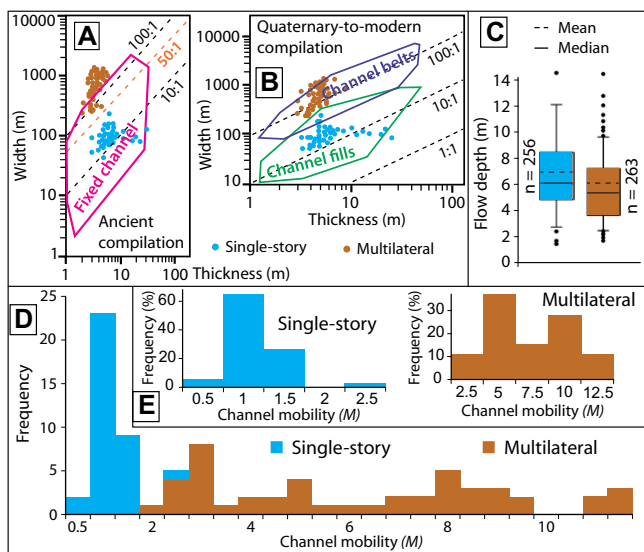 A
100:1
50:1
10:1
10000
1000
100
10
1
Width (m)
Fixed channel
Ancient
compilation
1
10
100
Thickness (m)
Quaternary-to-modern
compilation
B
Channel belts
100:1
10:1
1:1
Channel fills
10000
1000
100
10
Width (m)
1
10
100
Thickness (m)
Single-story
Multilateral
C
Mean
Median
14
12
10
8
6
4
2
0
Flow depth (m)
n = 256
n = 263
D
25
20
15
10
5
0
Frequency
E
Frequency (%)
60
40
20
0
Single-story
0.5 1 1.5 2 2.5
Channel mobility (M)
Frequency (%)
30
20
10
0
Multilateral
2.5 5 7.5 10 12.5
Channel mobility (M)
Single-story
Multilateral
0.5 2 4 6 8 10
Channel mobility (M)